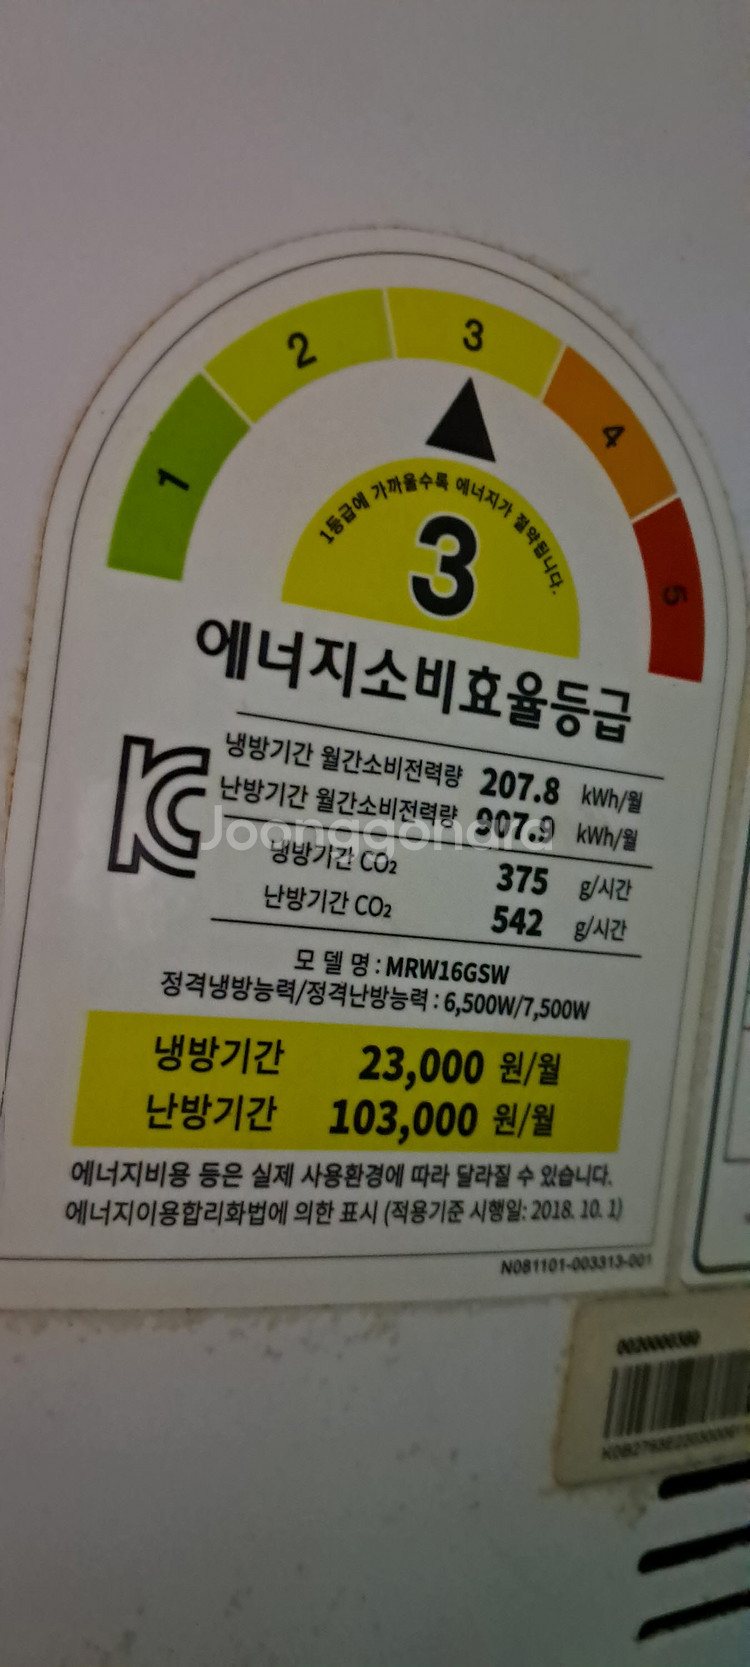 1
2
3
4
5
1등급에 가까울수록 에너지가 절약됩니다.
3
에너지소비효율등급
냉방기간 월간소비전력량 207.8 kWh/월
난방기간 월간소비전력량 907.9 kWh/월
Joonggonara
냉방기간 CO₂ 375 g/시간
난방기간 CO₂ 542 g/시간
모 델 명 : MRW16GSW
정격냉방능력/정격난방능력 : 6,500W/7,500W
냉방기간 23,000 원/월
난방기간 103,000 원/월
에너지비용 등은 실제 사용환경에 따라 달라질 수 있습니다.
에너지이용합리화법에 의한 표시 (적용기준 시행일: 2018. 10. 1)
N081101-003313-001
002000380